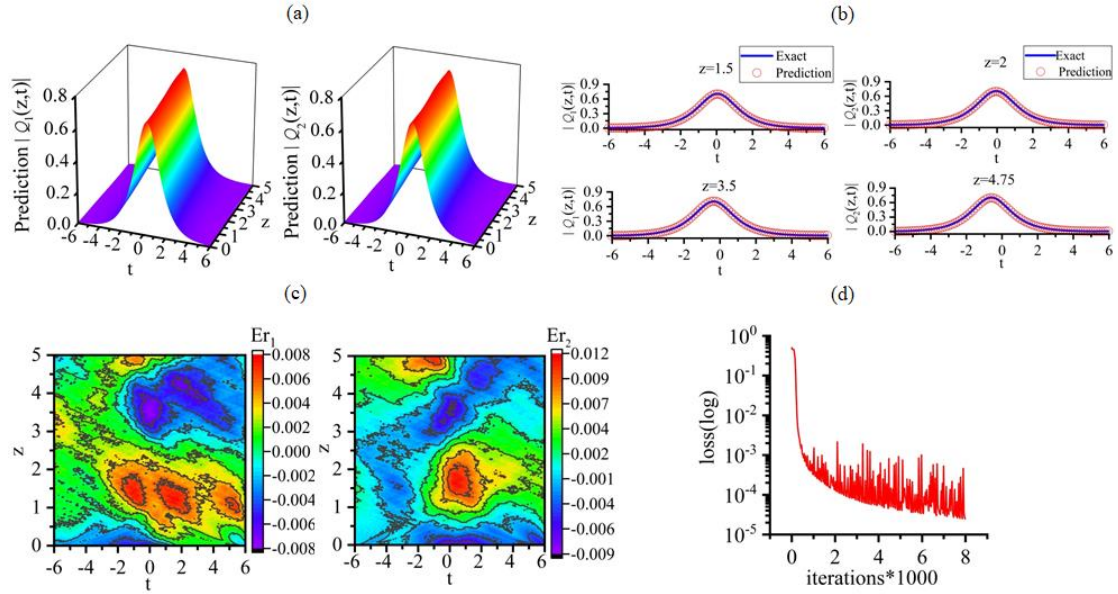 (a)
Prediction | Q₁(z,t)|
0.8
0.6
0.4
0.2
0.0
-6 -4 -2 0 2 4 6
t
0 1 2 3 4 5
z
Prediction | Q₂(z,t)|
0.8
0.6
0.4
0.2
0.0
-6 -4 -2 0 2 4 6
t
0 1 2 3 4 5
z
(b)
Exact
Prediction
z=1.5
| Q₁(z,t)|
0.9
0.6
0.3
0.0
-6 -4 -2 0 2 4 6
t
Exact
Prediction
z=2
| Q₂(z,t)|
0.9
0.6
0.3
0.0
-6 -4 -2 0 2 4 6
t
z=3.5
| Q₁(z,t)|
0.9
0.6
0.3
0.0
-6 -4 -2 0 2 4 6
t
z=4.75
| Q₂(z,t)|
0.9
0.6
0.3
0.0
-6 -4 -2 0 2 4 6
t
(c)
Er₁
z
5
4
3
2
1
0
-6 -4 -2 0 2 4 6
t
0.008
0.006
0.004
0.002
0.000
-0.002
-0.004
-0.006
-0.008
Er₂
z
5
4
3
2
1
0
-6 -4 -2 0 2 4 6
t
0.012
0.009
0.007
0.004
0.001
-0.001
-0.004
-0.006
-0.009
(d)
loss(log)
10⁰
10⁻¹
10⁻²
10⁻³
10⁻⁴
10⁻⁵
0 2 4 6 8
iterations*1000